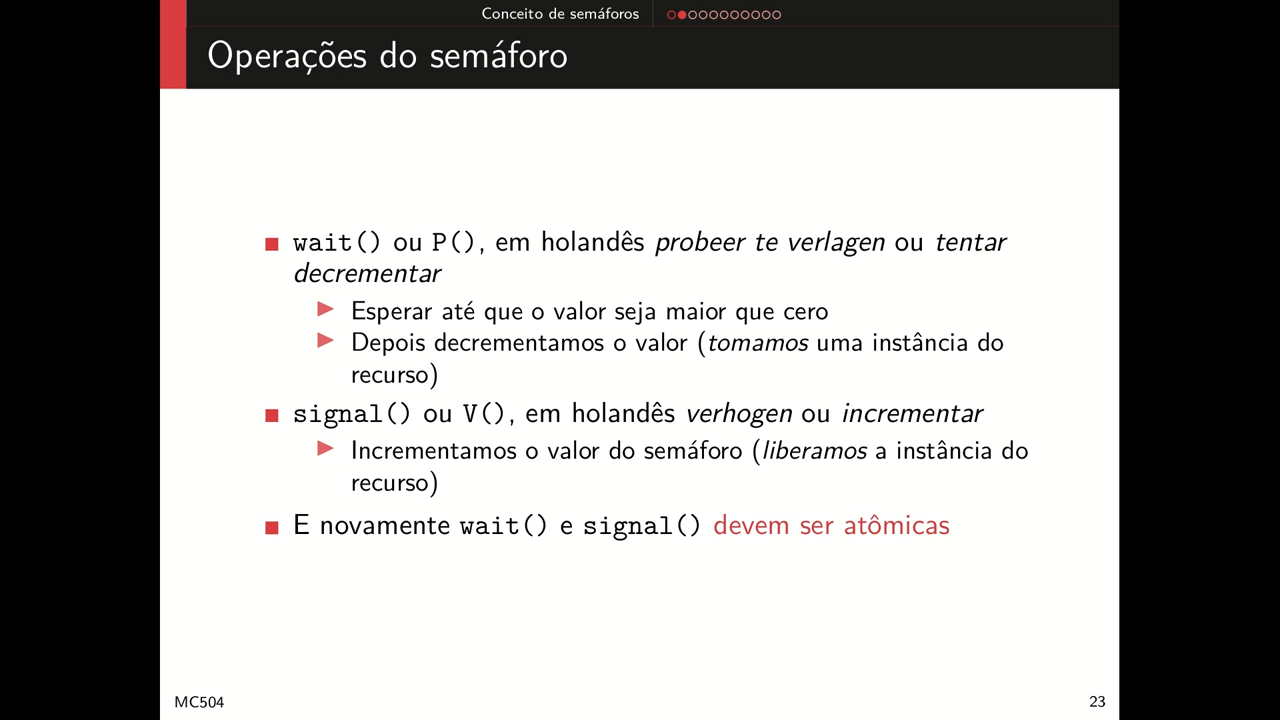 Conceito de semáforos
Operações do semáforo
wait() ou P(), em holandês probeer te verlagen ou tentar
decrementar
Esperar até que o valor seja maior que cero
Depois decrementamos o valor (tomamos uma instância do
recurso)
signal() ou V(), em holandês verhogen ou incrementar
Incrementamos o valor do semáforo (liberamos a instância do
recurso)
E novamente wait() e signal() devem ser atômicas
MC504
23